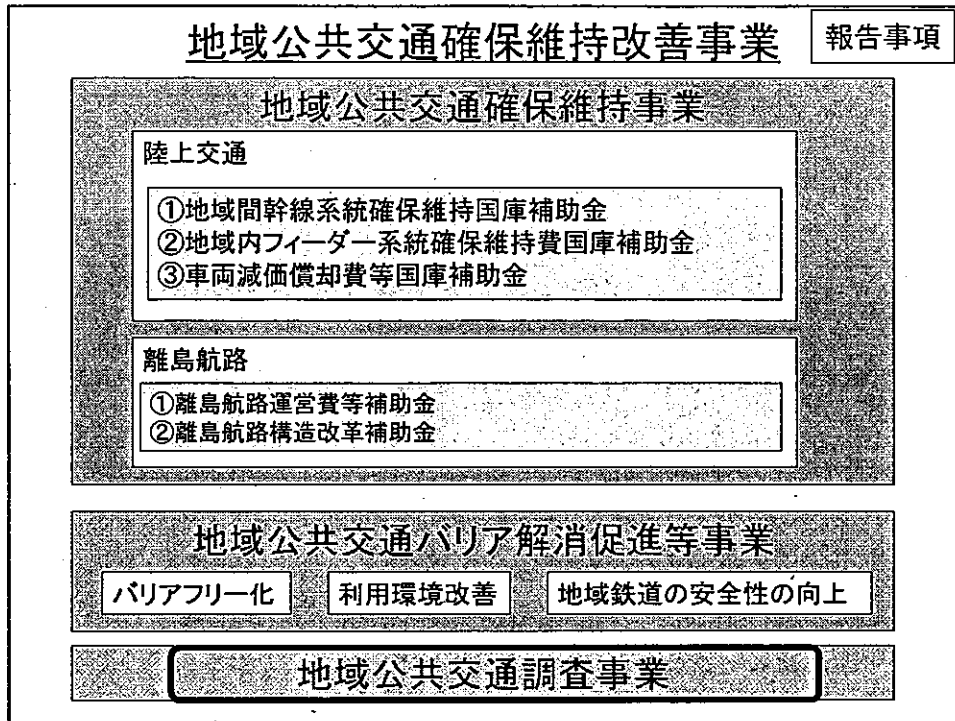 地域公共交通確保維持改善事業
報告事項
地域公共交通確保維持事業
陸上交通
①地域間幹線系統確保維持国庫補助金
②地域内フィーダー系統確保維持費国庫補助金
③車両減価償却費等国庫補助金
離島航路
①離島航路運営費等補助金
②離島航路構造改革補助金
地域公共交通バリア解消促進等事業
バリアフリー化
利用環境改善
地域鉄道の安全性の向上
地域公共交通調査事業